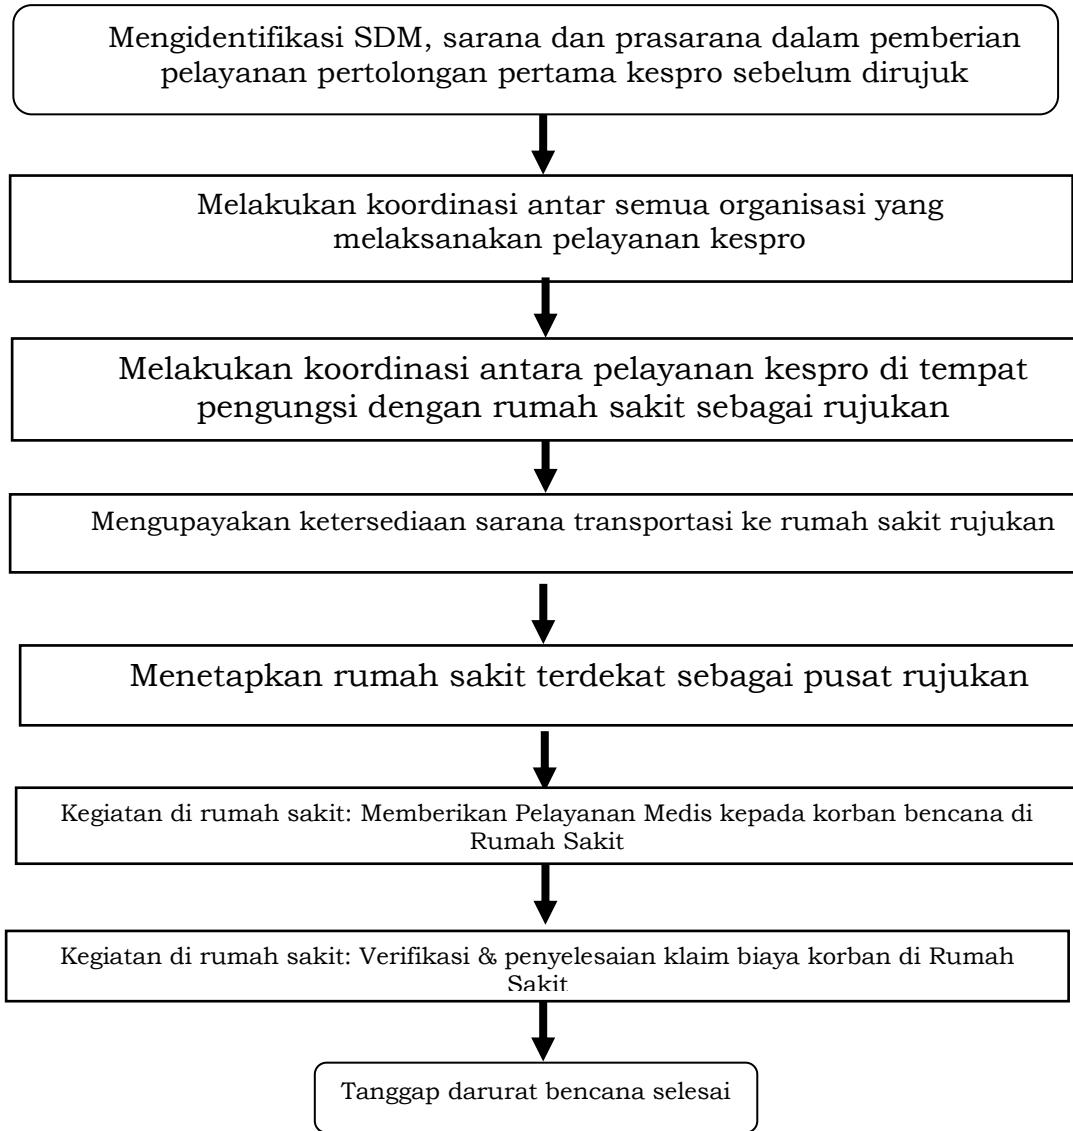 Mengidentifikasi SDM, sarana dan prasarana dalam pemberian
pelayanan pertolongan pertama kespro sebelum dirujuk
Melakukan koordinasi antar semua organisasi yang
melaksanakan pelayanan kespro
Melakukan koordinasi antara pelayanan kespro di tempat
pengungsi dengan rumah sakit sebagai rujukan
Mengupayakan ketersediaan sarana transportasi ke rumah sakit rujukan
Menetapkan rumah sakit terdekat sebagai pusat rujukan
Kegiatan di rumah sakit: Memberikan Pelayanan Medis kepada korban bencana di
Rumah Sakit
Kegiatan di rumah sakit: Verifikasi & penyelesaian klaim biaya korban di Rumah
Sakit
Tanggap darurat bencana selesai